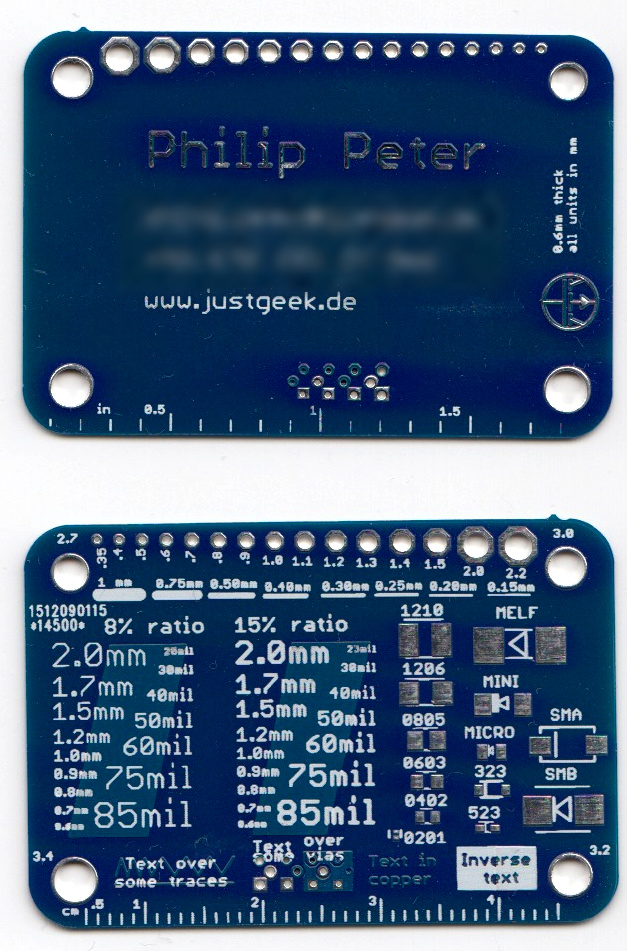 Philip Peter
www.justgeek.de
0.6mm thick
all units in mm
in 0.5 1 1.5
2.7 3.0
.35 .4 .5 .6 .7 .8 .9 1.0 1.1 1.2 1.3 1.4 1.5 2.0 2.2
1 mm 0.75mm 0.50mm 0.40mm 0.30mm 0.25mm 0.20mm 0.15mm
1512090115
*14500*
8% ratio
2.0mm 20mil
30mil
1.7mm 40mil
1.5mm 50mil
1.2mm 60mil
1.0mm
0.9mm 75mil
0.8mm
0.7mm 85mil
0.6mm
15% ratio
2.0mm 23mil
30mil
1.7mm 40mil
1.5mm 50mil
1.2mm 60mil
1.0mm
0.9mm 75mil
0.8mm
0.7mm 85mil
0.6mm
1210
1206
0805
0603
0402
0201
MELF
MINI
MICRO
323
523
SMA
SMB
3.4 3.2
Text over
some traces
Text over
some vias
Text in
copper
Inverse
text
cm .5 1 2 3 4